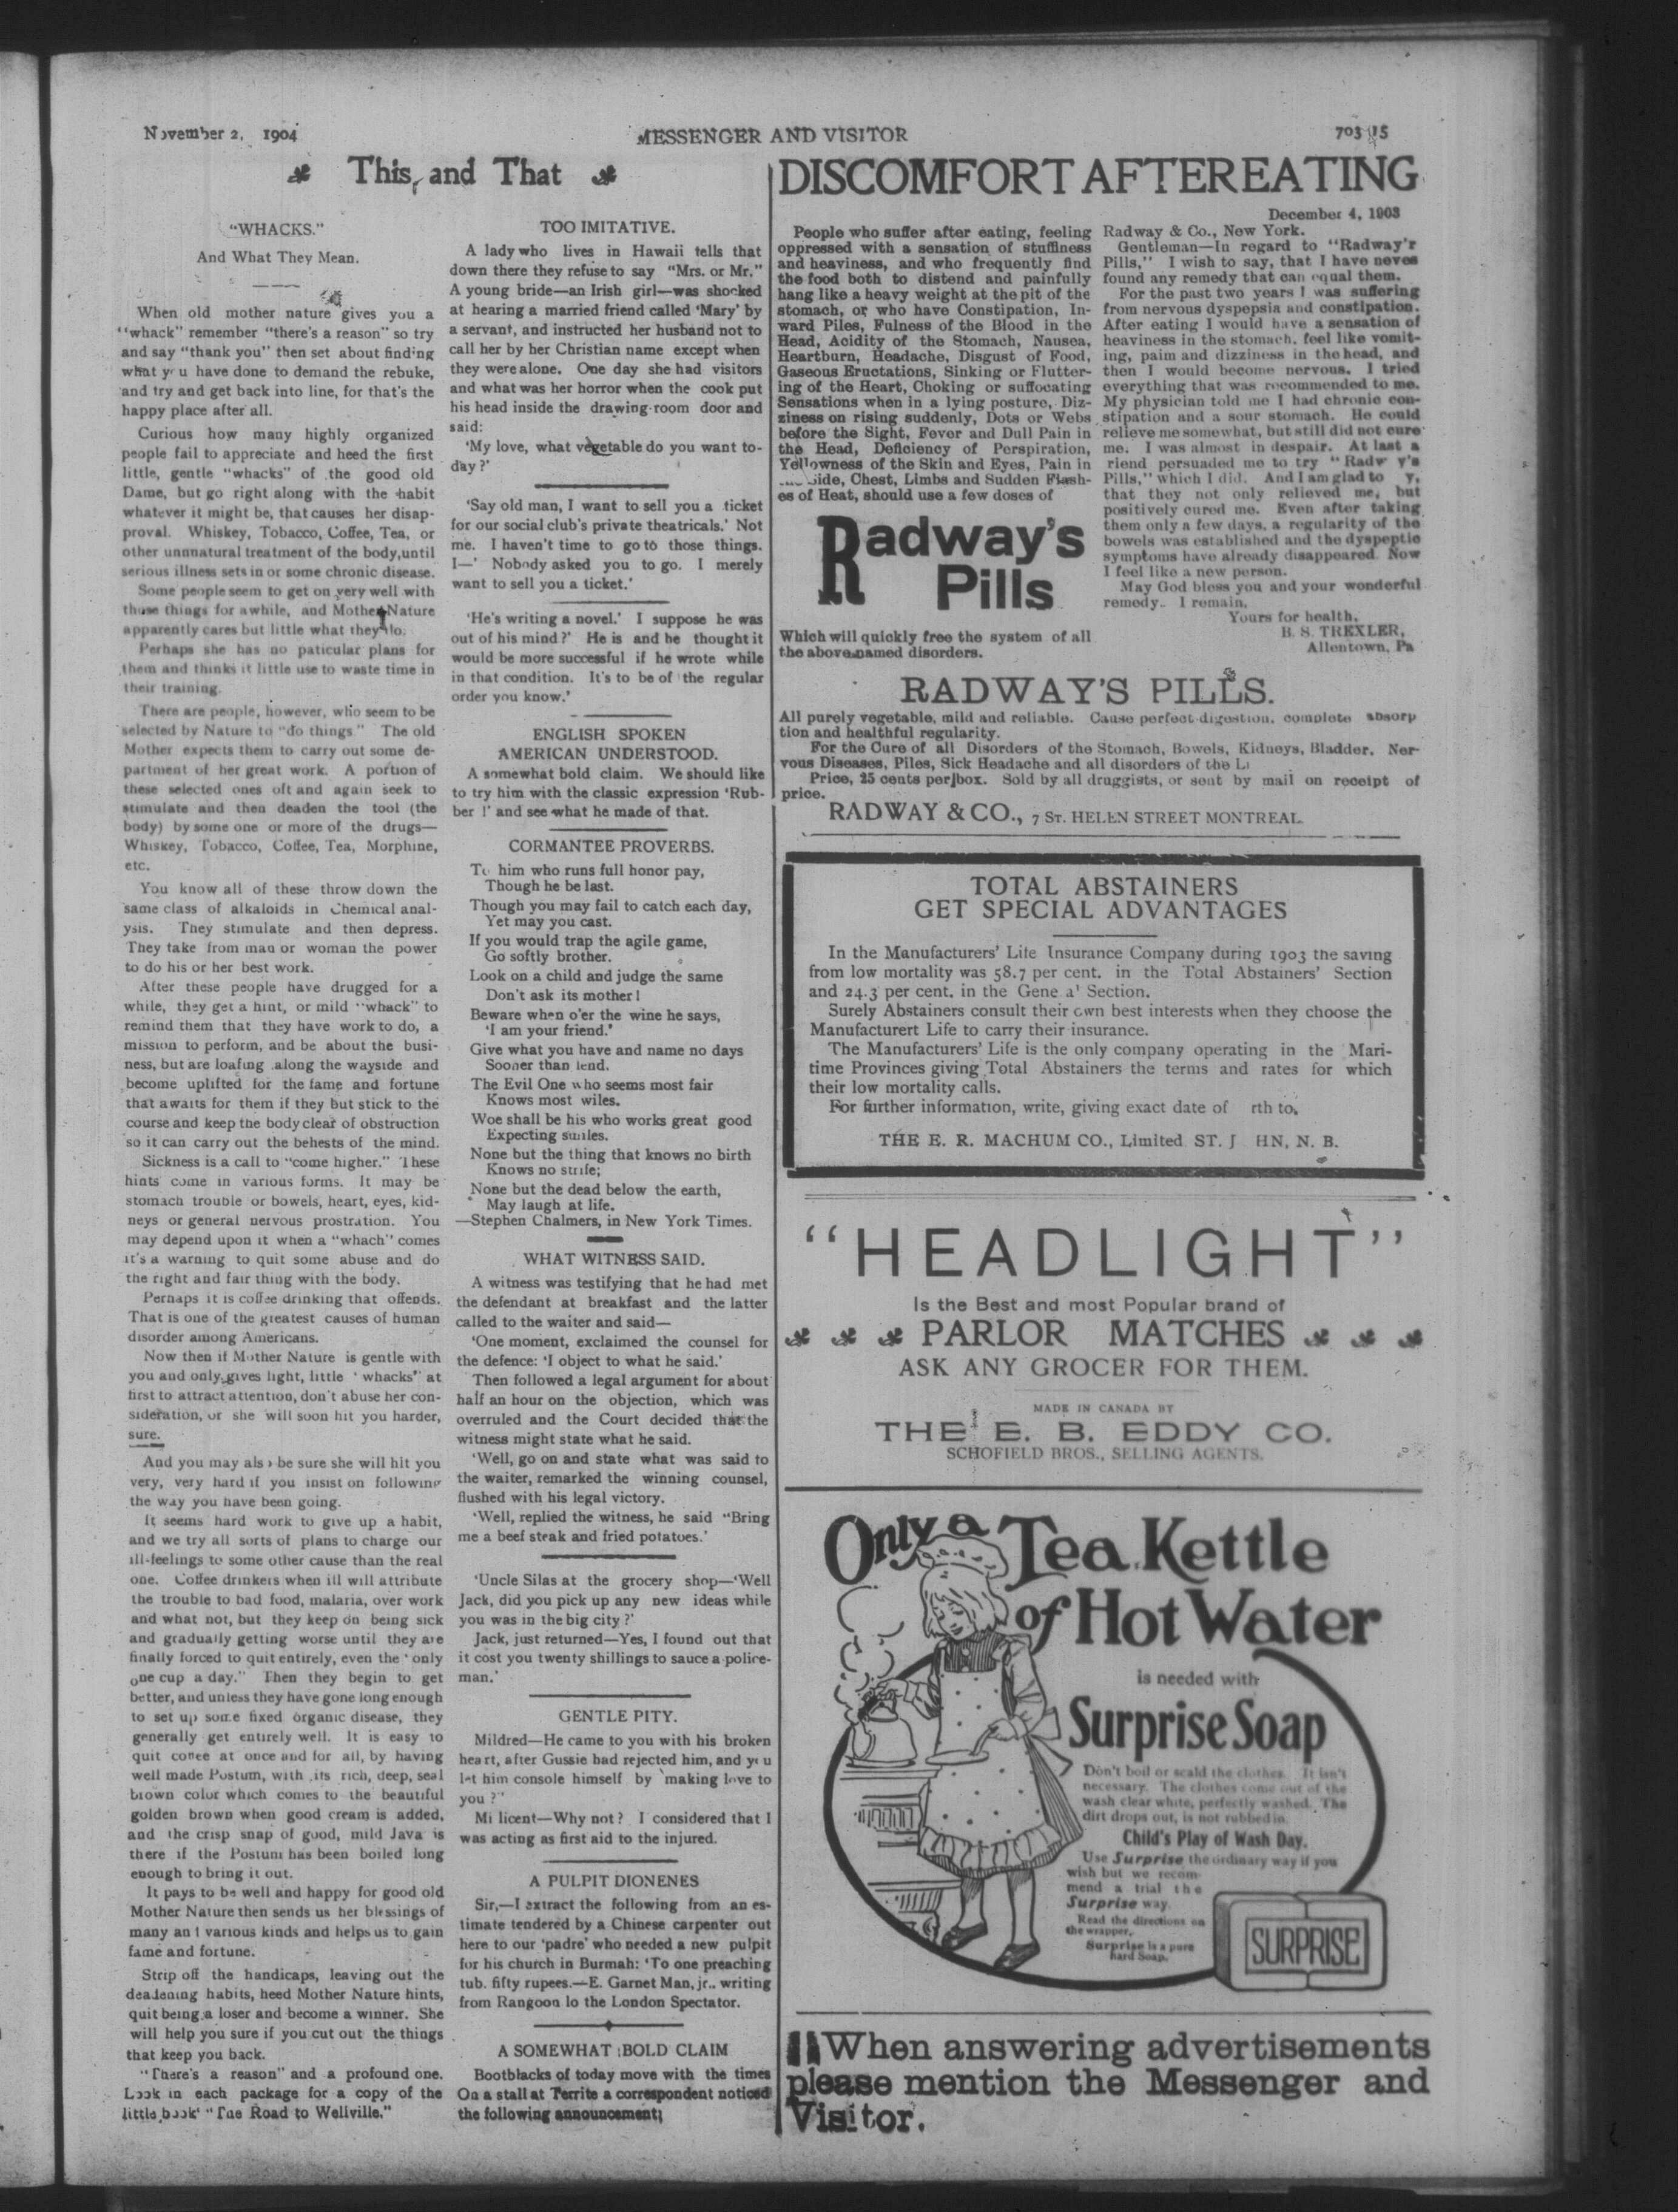 November 2, 1904
MESSENGER AND VISITOR
703 15
This and That
"WHACKS."
And What They Mean.
When old mother nature gives you a
"whack" remember "there's a reason" so try
and say "thank you" then set about finding
what you have done to demand the rebuke,
and try and get back into line, for that's the
happy place after all.
Curious how many highly organized
people fail to appreciate and heed the first
little, gentle "whacks" of the good old
Dame, but go right along with the habit
whatever it might be, that causes her disap-
proval. Whiskey, Tobacco, Coffee, Tea, or
other unnnatural treatment of the body, until
serious illness sets in or some chronic disease.
Some people seem to get on very well with
those things for awhile, and Mother Nature
apparently cares but little what they do.
Perhaps she has no paticular plans for
them and thinks it little use to waste time in
their training.
There are people, however, who seem to be
selected by Nature to "do things" The old
Mother expects them to carry out some de-
partment of her great work. A portion of
these selected ones oft and again seek to
stimulate and then deaden the tool (the
body) by some one or more of the drugs—
Whiskey, Tobacco, Coffee, Tea, Morphine,
etc.
You know all of these throw down the
same class of alkaloids in Chemical anal-
ysis. They stimulate and then depress.
They take from man or woman the power
to do his or her best work.
After these people have drugged for a
while, they get a hint, or mild "whack" to
remind them that they have work to do, a
mission to perform, and be about the busi-
ness, but are loafing along the wayside and
become uplifted for the fame and fortune
that awaits for them if they but stick to the
course and keep the body clear of obstruction
so it can carry out the behests of the mind.
Sickness is a call to "come higher." These
hints come in various forms. It may be
stomach trouble or bowels, heart, eyes, kid-
neys or general nervous prostration. You
may depend upon it when a "whach" comes
it's a warning to quit some abuse and do
the right and fair thing with the body.
Perhaps it is coffee drinking that offends.
That is one of the greatest causes of human
disorder among Americans.
Now then if Mother Nature is gentle with
you and only gives light, little 'whacks" at
first to attract attention, don't abuse her con-
sideration, or she will soon hit you harder,
sure.
And you may also be sure she will hit you
very, very hard if you insist on following
the way you have been going.
It seems hard work to give up a habit,
and we try all sorts of plans to charge our
ill-feelings to some other cause than the real
one. Coffee drinkers when ill will attribute
the trouble to bad food, malaria, over work
and what not, but they keep on being sick
and gradually getting worse until they are
finally forced to quit entirely, even the 'only
one cup a day." Then they begin to get
better, and unless they have gone long enough
to set up some fixed organic disease, they
generally get entirely well. It is easy to
quit coffee at once and for all, by having
well made Postum, with its rich, deep, seal
brown color which comes to the beautiful
golden brown when good cream is added,
and the crisp snap of good, mild Java is
there if the Postum has been boiled long
enough to bring it out.
It pays to be well and happy for good old
Mother Nature then sends us her blessings of
many and various kinds and helps us to gain
fame and fortune.
Strip off the handicaps, leaving out the
deadening habits, heed Mother Nature hints,
quit being a loser and become a winner. She
will help you sure if you cut out the things
that keep you back.
"There's a reason" and a profound one.
Look in each package for a copy of the
little book "The Road to Wellville."
TOO IMITATIVE.
A lady who lives in Hawaii tells that
down there they refuse to say "Mrs. or Mr."
A young bride—an Irish girl—was shocked
at hearing a married friend called 'Mary' by
a servant, and instructed her husband not to
call her by her Christian name except when
they were alone. One day she had visitors
and what was her horror when the cook put
his head inside the drawing-room door and
said:
'My love, what vegetable do you want to-
day?'
'Say old man, I want to sell you a ticket
for our social club's private theatricals.' Not
me. I haven't time to go to those things.
I—' Nobody asked you to go. I merely
want to sell you a ticket.'
'He's writing a novel.' I suppose he was
out of his mind?' He is and he thought it
would be more successful if he wrote while
in that condition. It's to be of the regular
order you know.'
ENGLISH SPOKEN
AMERICAN UNDERSTOOD.
A somewhat bold claim. We should like
to try him with the classic expression 'Rub-
ber !' and see what he made of that.
CORMANTEE PROVERBS.
To him who runs full honor pay,
Though he be last.
Though you may fail to catch each day,
Yet may you cast.
If you would trap the agile game,
Go softly brother.
Look on a child and judge the same
Don't ask its mother!
Beware when o'er the wine he says,
'I am your friend.'
Give what you have and name no days
Sooner than lend.
The Evil One who seems most fair
Knows most wiles.
Woe shall be his who works great good
Expecting smiles.
None but the thing that knows no birth
Knows no strife;
None but the dead below the earth,
May laugh at life.
—Stephen Chalmers, in New York Times.
WHAT WITNESS SAID.
A witness was testifying that he had met
the defendant at breakfast and the latter
called to the waiter and said—
'One moment, exclaimed the counsel for
the defence: 'I object to what he said.'
Then followed a legal argument for about
half an hour on the objection, which was
overruled and the Court decided that the
witness might state what he said.
'Well, go on and state what was said to
the waiter, remarked the winning counsel,
flushed with his legal victory.
'Well, replied the witness, he said "Bring
me a beef steak and fried potatoes.'
'Uncle Silas at the grocery shop—'Well
Jack, did you pick up any new ideas while
you was in the big city?'
Jack, just returned—Yes, I found out that
it cost you twenty shillings to sauce a police-
man.'
GENTLE PITY.
Mildred—He came to you with his broken
heart, after Gussie had rejected him, and you
let him console himself by making love to
you?"
Mi licent—Why not? I considered that I
was acting as first aid to the injured.
A PULPIT DIONENES
Sir,—I extract the following from an es-
timate tendered by a Chinese carpenter out
here to our 'padre' who needed a new pulpit
for his church in Burmah: 'To one preaching
tub. fifty rupees.—E. Garnet Man, jr., writing
from Rangoon lo the London Spectator.
A SOMEWHAT BOLD CLAIM
Bootblacks of today move with the times
On a stall at Territe a correspondent noticed
the following announcement;
DISCOMFORT AFTER EATING
People who suffer after eating, feeling
oppressed with a sensation of stuffiness
and heaviness, and who frequently find
the food both to distend and painfully
hang like a heavy weight at the pit of the
stomach, or who have Constipation, In-
ward Piles, Fulness of the Blood in the
Head, Acidity of the Stomach, Nausea,
Heartburn, Headache, Disgust of Food,
Gaseous Eructations, Sinking or Flutter-
ing of the Heart, Choking or suffocating
Sensations when in a lying posture, Diz-
ziness on rising suddenly, Dots or Webs
before the Sight, Fever and Dull Pain in
the Head, Deficiency of Perspiration,
Yellowness of the Skin and Eyes, Pain in
Side, Chest, Limbs and Sudden Flash-
es of Heat, should use a few doses of
Radway's
Pills
Which will quickly free the system of all
the above named disorders.
December 4, 1903
Radway & Co., New York.
Gentleman—In regard to "Radway'r
Pills," I wish to say, that I have neves
found any remedy that can equal them.
For the past two years I was suffering
from nervous dyspepsia and constipation.
After eating I would have a sensation of
heaviness in the stomach, feel like vomit-
ing, paim and dizziness in the head, and
then I would become nervous. I tried
everything that was recommended to me.
My physician told me I had chronic con-
stipation and a sour stomach. He could
relieve me somewhat, but still did not cure
me. I was almost in despair. At last a
riend persuaded me to try "Radw y's
Pills," which I did. And I am glad to y,
that they not only relieved me, but
positively cured me. Even after taking
them only a few days, a regularity of the
bowels was established and the dyspeptic
symptoms have already disappeared. Now
I feel like a new person.
May God bless you and your wonderful
remedy. I remain,
Yours for health,
B. S. TREXLER,
Allentown, Pa
RADWAY'S PILLS.
All purely vegetable, mild and reliable. Cause perfect digestion, complete absorp
tion and healthful regularity.
For the Cure of all Disorders of the Stomach, Bowels, Kidneys, Bladder, Ner-
vous Diseases, Piles, Sick Headache and all disorders of the Li
Price, 25 cents per box. Sold by all druggists, or sent by mail on receipt of
price.
RADWAY & CO., 7 ST. HELEN STREET MONTREAL.
TOTAL ABSTAINERS
GET SPECIAL ADVANTAGES
In the Manufacturers' Life Insurance Company during 1903 the saving
from low mortality was 58.7 per cent. in the Total Abstainers' Section
and 24.3 per cent. in the Gene a' Section.
Surely Abstainers consult their own best interests when they choose the
Manufacturert Life to carry their insurance.
The Manufacturers' Life is the only company operating in the Mari-
time Provinces giving Total Abstainers the terms and rates for which
their low mortality calls.
For further information, write, giving exact date of rth to,
THE E. R. MACHUM CO., Limited ST. J HN, N. B.
"HEADLIGHT"
Is the Best and most Popular brand of
PARLOR MATCHES
ASK ANY GROCER FOR THEM.
MADE IN CANADA BY
THE E. B. EDDY CO.
SCHOFIELD BROS., SELLING AGENTS.
Only a Tea Kettle
of Hot Water
is needed with
Surprise Soap
Don't boil or scald the clothes. It isn't
necessary. The clothes come out of the
wash clear white, perfectly washed. The
dirt drops out, is not rubbed in.
Child's Play of Wash Day.
Use Surprise the ordinary way if you
wish but we recom-
mend a trial the
Surprise way.
Read the directions on
the wrapper.
Surprise is a pure
hard Soap.
SURPRISE
When answering advertisements
please mention the Messenger and
Visitor.